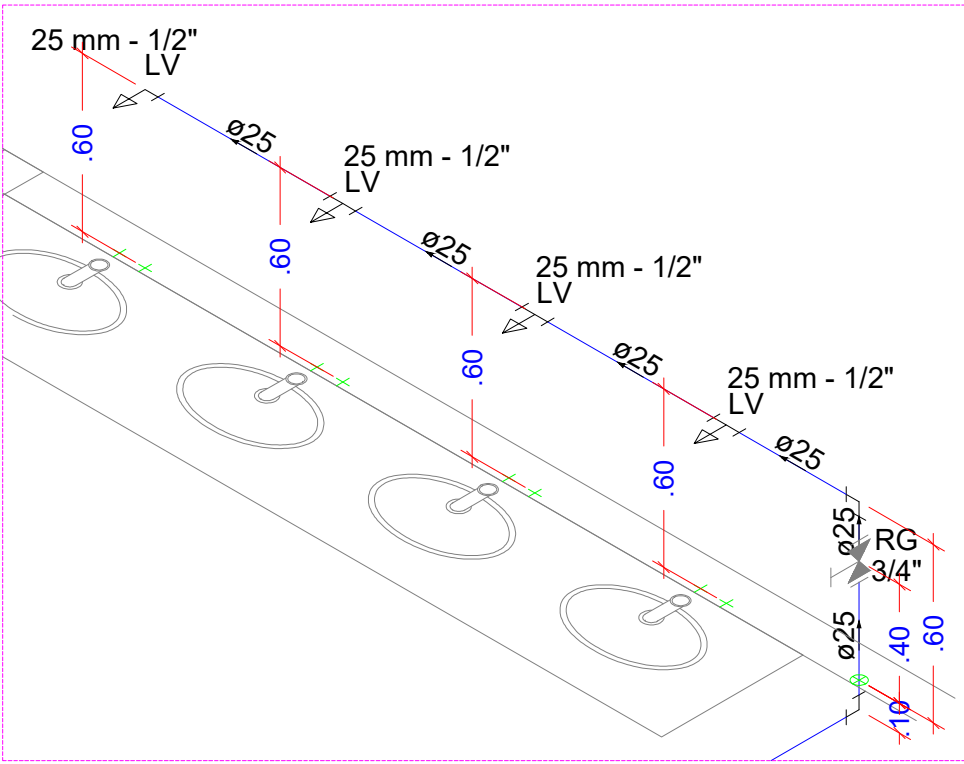 25 mm - 1/2"
LV
ø25
.60
25 mm - 1/2"
LV
ø25
.60
25 mm - 1/2"
LV
ø25
.60
25 mm - 1/2"
LV
ø25
.60
ø25
RG
3/4"
ø25
.40
.60
.10